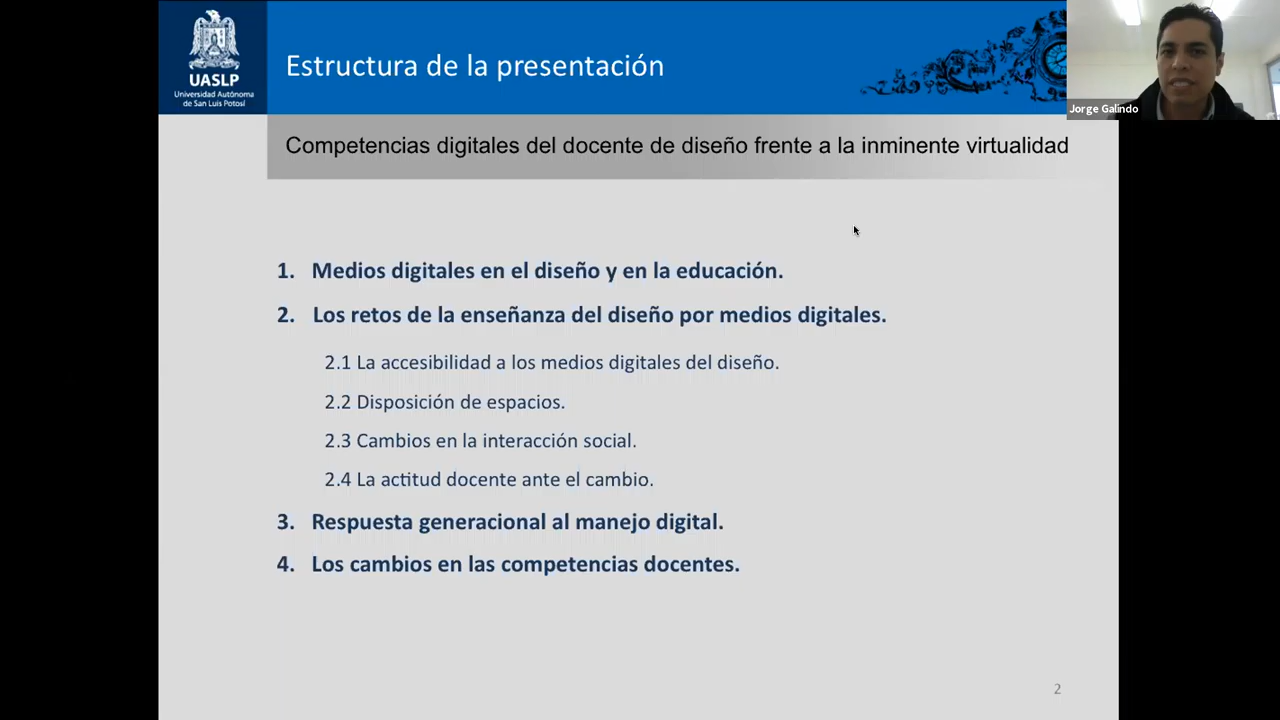 UASLP
Universidad Autónoma
de San Luis Potosí
Estructura de la presentación
Jorge Galindo
Competencias digitales del docente de diseño frente a la inminente virtualidad
1. Medios digitales en el diseño y en la educación.
2. Los retos de la enseñanza del diseño por medios digitales.
2.1 La accesibilidad a los medios digitales del diseño.
2.2 Disposición de espacios.
2.3 Cambios en la interacción social.
2.4 La actitud docente ante el cambio.
3. Respuesta generacional al manejo digital.
4. Los cambios en las competencias docentes.
2